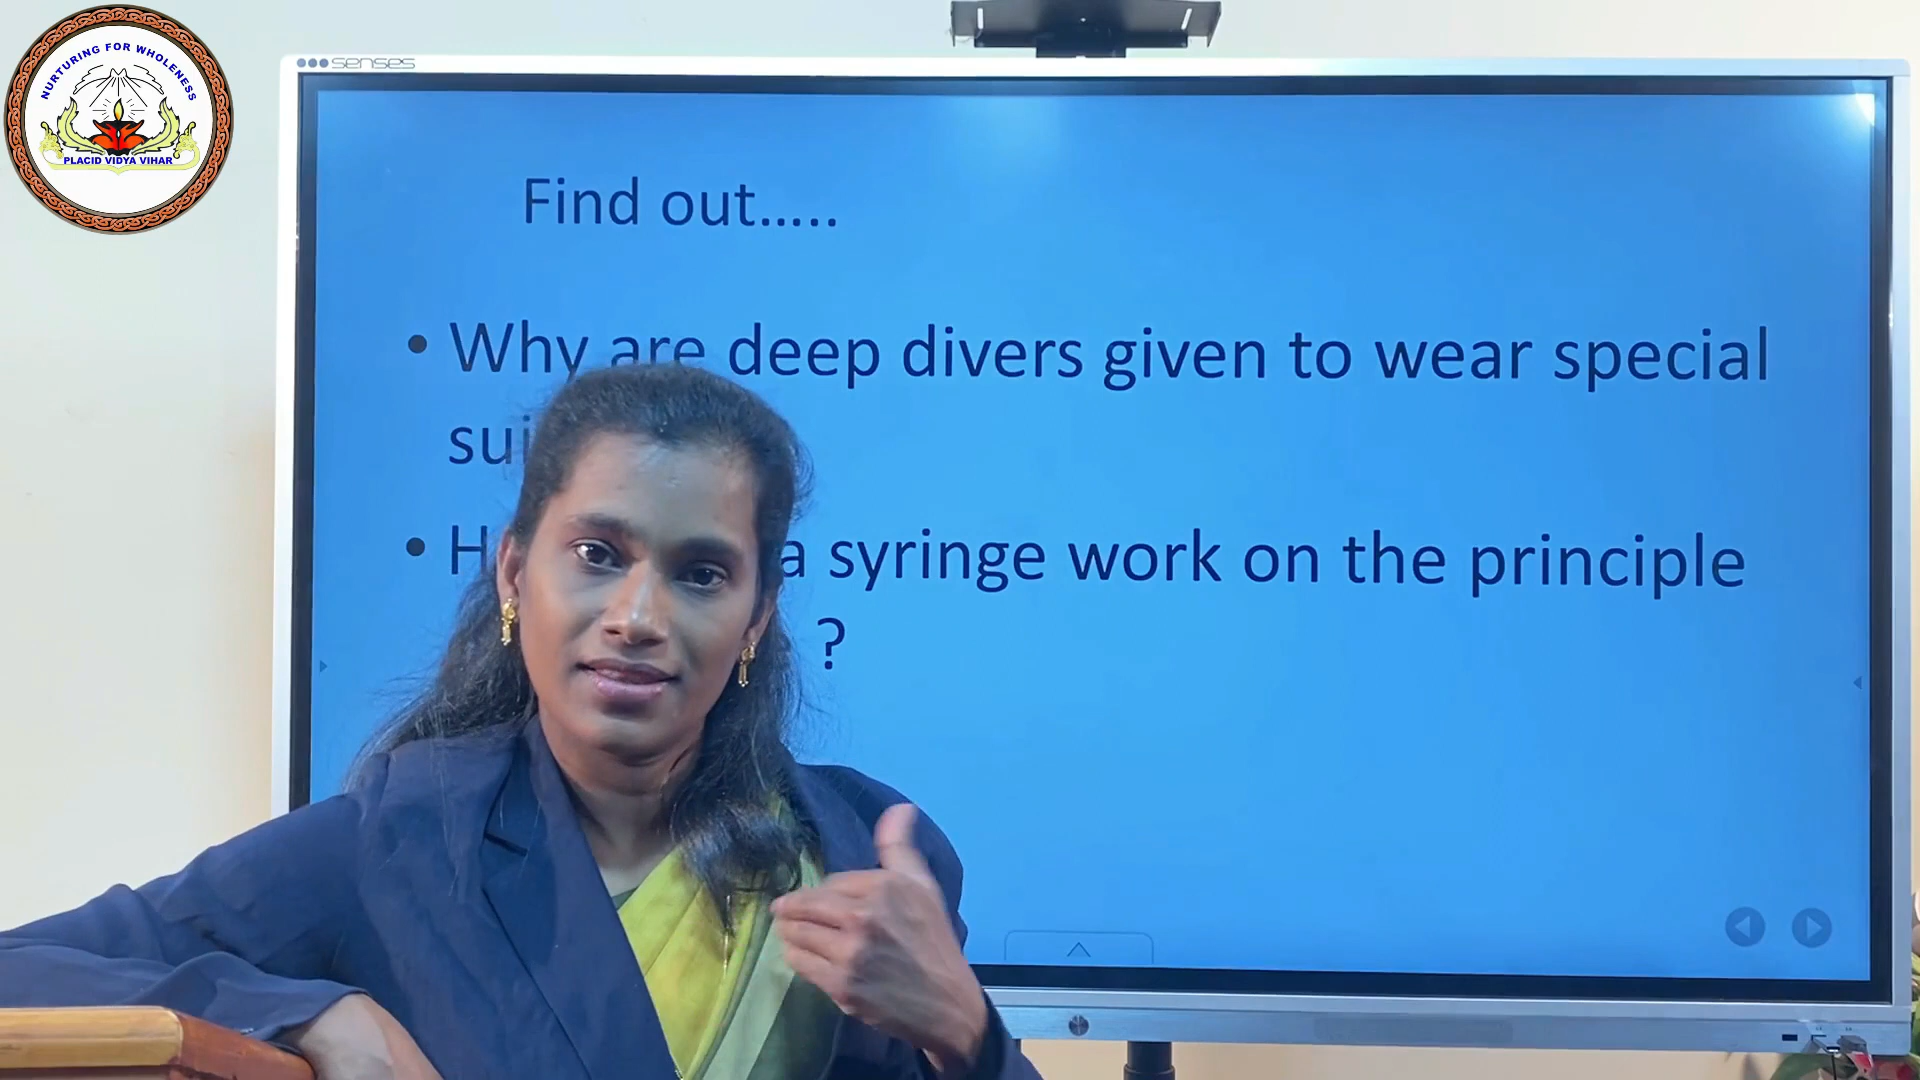 NURTURING FOR WHOLENESS
PLACID VIDYA VIHAR
senses
Find out.....
• Why are deep divers given to wear special
• a syringe work on the principle
?